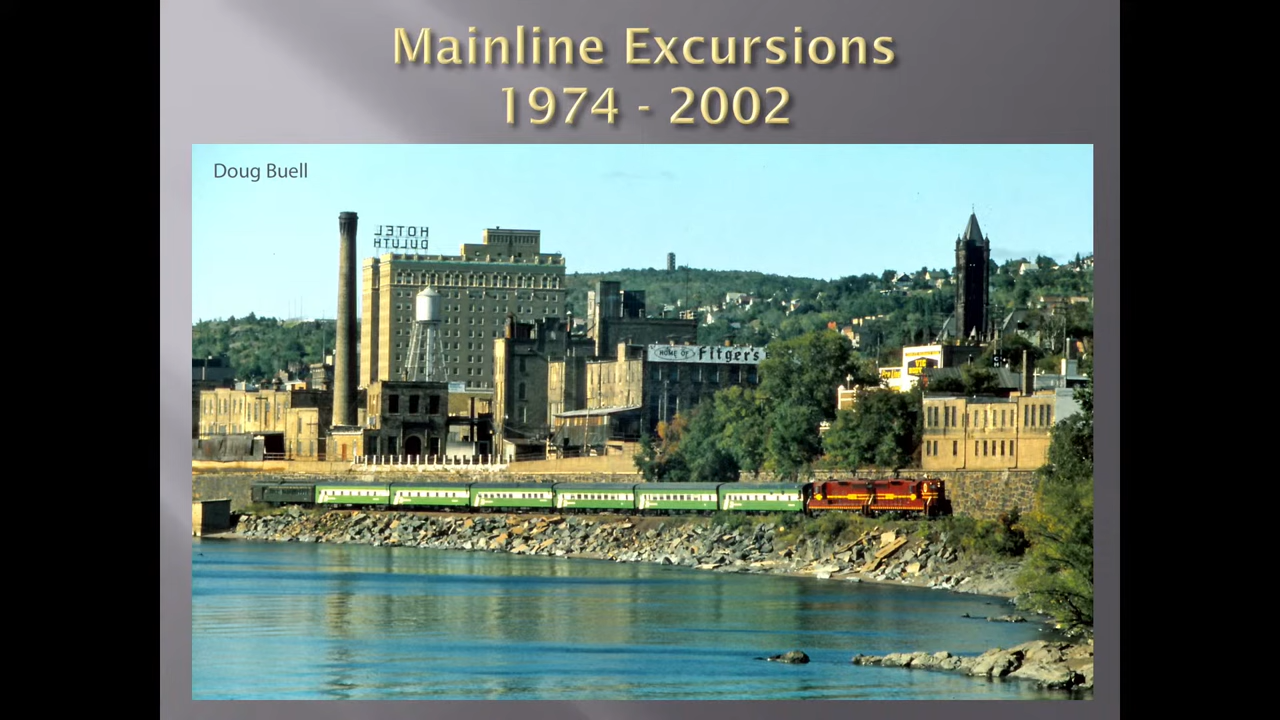 Mainline Excursions
1974 - 2002
Doug Buell
HOTEL
DULUTH
HOME OF Fitger's